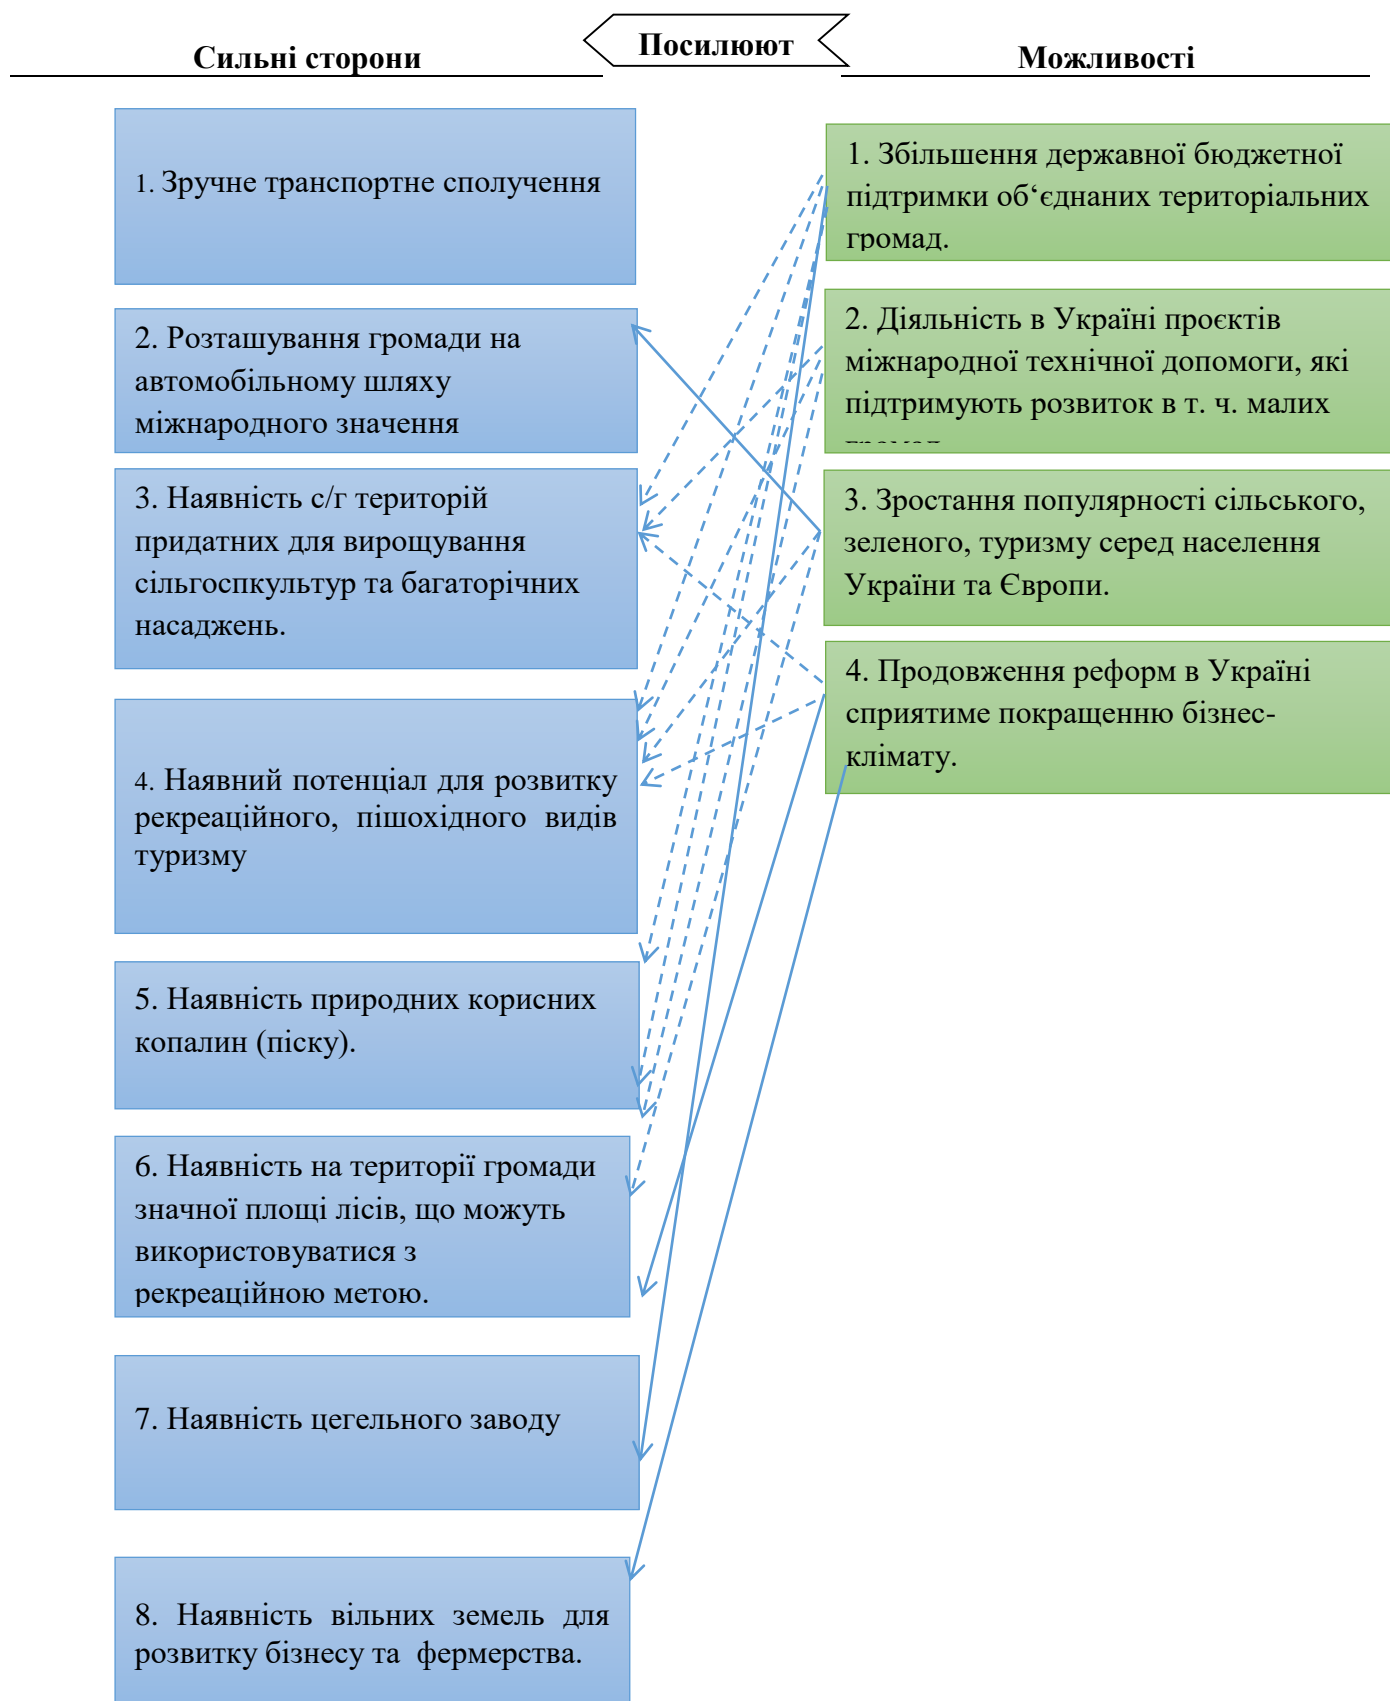 Сильні сторони
Посилюют
Можливості
1. Зручне транспортне сполучення
2. Розташування громади на
автомобільному шляху
міжнародного значення
3. Наявність с/г територій
придатних для вирощування
сільгоспкультур та багаторічних
насаджень.
4. Наявний потенціал для розвитку
рекреаційного, пішохідного видів
туризму
5. Наявність природних корисних
копалин (піску).
6. Наявність на території громади
значної площі лісів, що можуть
використовуватися з
рекреаційною метою.
7. Наявність цегельного заводу
8. Наявність вільних земель для
розвитку бізнесу та фермерства.
1. Збільшення державної бюджетної
підтримки об‘єднаних територіальних
громад.
2. Діяльність в Україні проєктів
міжнародної технічної допомоги, які
підтримують розвиток в т. ч. малих
3. Зростання популярності сільського,
зеленого, туризму серед населення
України та Європи.
4. Продовження реформ в Україні
сприятиме покращенню бізнес-
клімату.